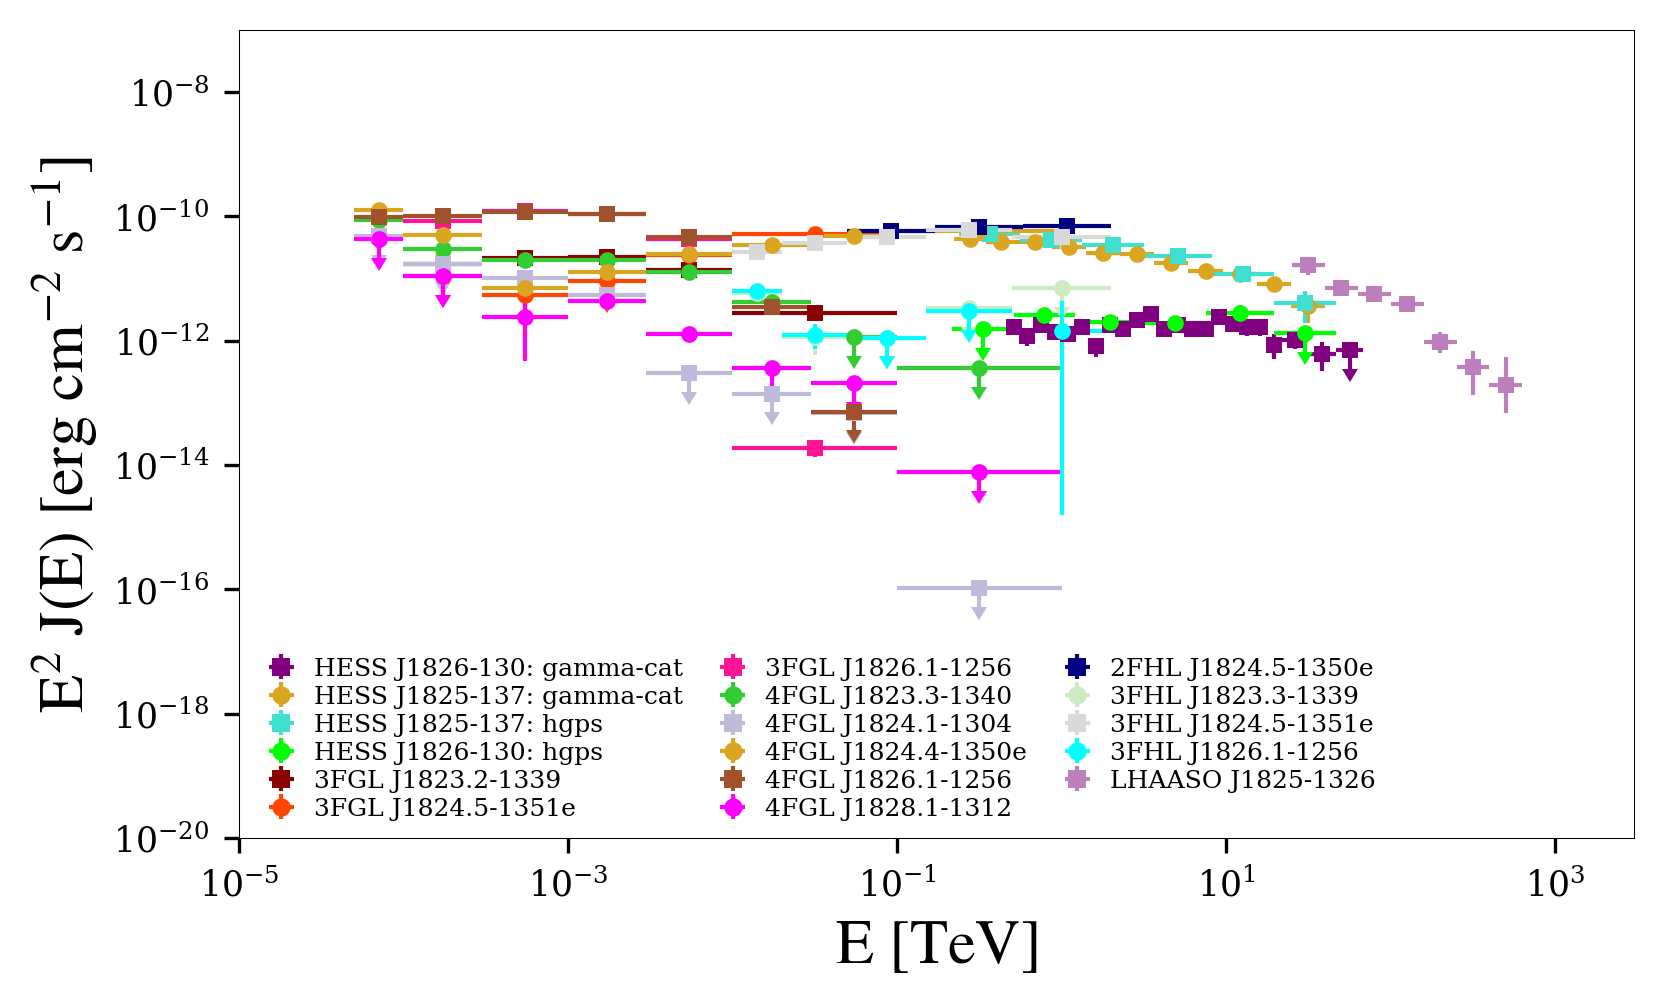 E² J(E) [erg cm⁻² s⁻¹]
10⁻⁸
10⁻¹⁰
10⁻¹²
10⁻¹⁴
10⁻¹⁶
10⁻¹⁸
10⁻²⁰
HESS J1826-130: gamma-cat
HESS J1825-137: gamma-cat
HESS J1825-137: hgps
HESS J1826-130: hgps
3FGL J1823.2-1339
3FGL J1824.5-1351e
3FGL J1826.1-1256
4FGL J1823.3-1340
4FGL J1824.1-1304
4FGL J1824.4-1350e
4FGL J1826.1-1256
4FGL J1828.1-1312
2FHL J1824.5-1350e
3FHL J1823.3-1339
3FHL J1824.5-1351e
3FHL J1826.1-1256
LHAASO J1825-1326
10⁻⁵ 10⁻³ 10⁻¹ 10¹ 10³
E [TeV]